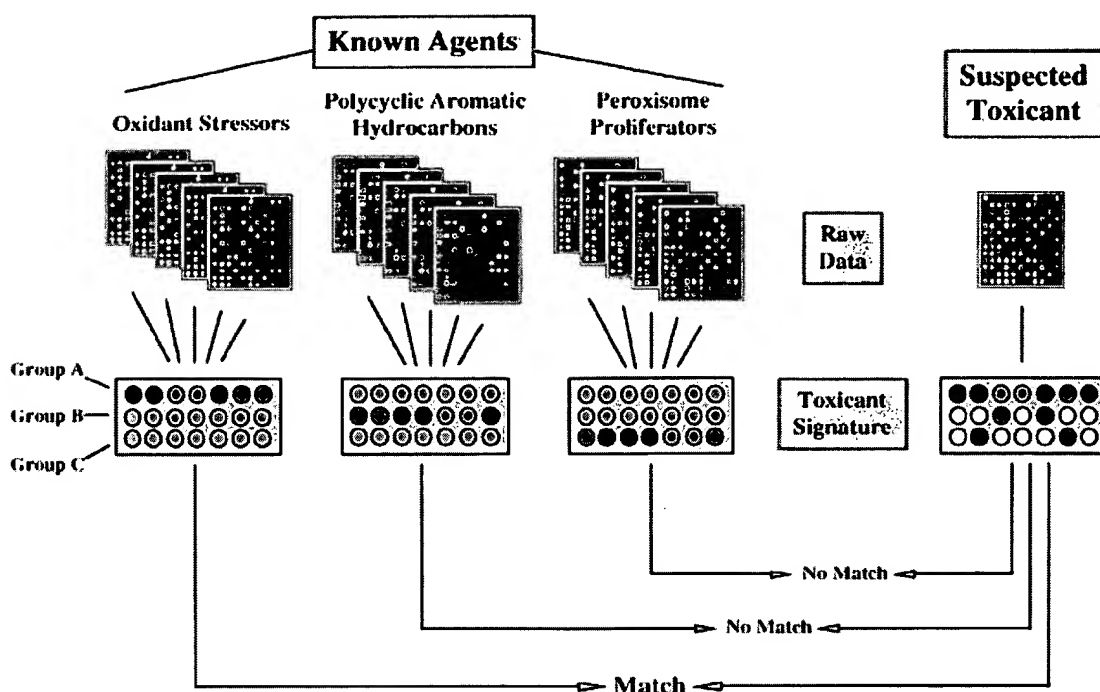 Known Agents
Suspected
Toxicant
Oxidant Stressors
Polycyclic Aromatic
Hydrocarbons
Peroxisome
Proliferators
Raw
Data
Group A
Group B
Group C
Toxicant
Signature
No Match
No Match
Match